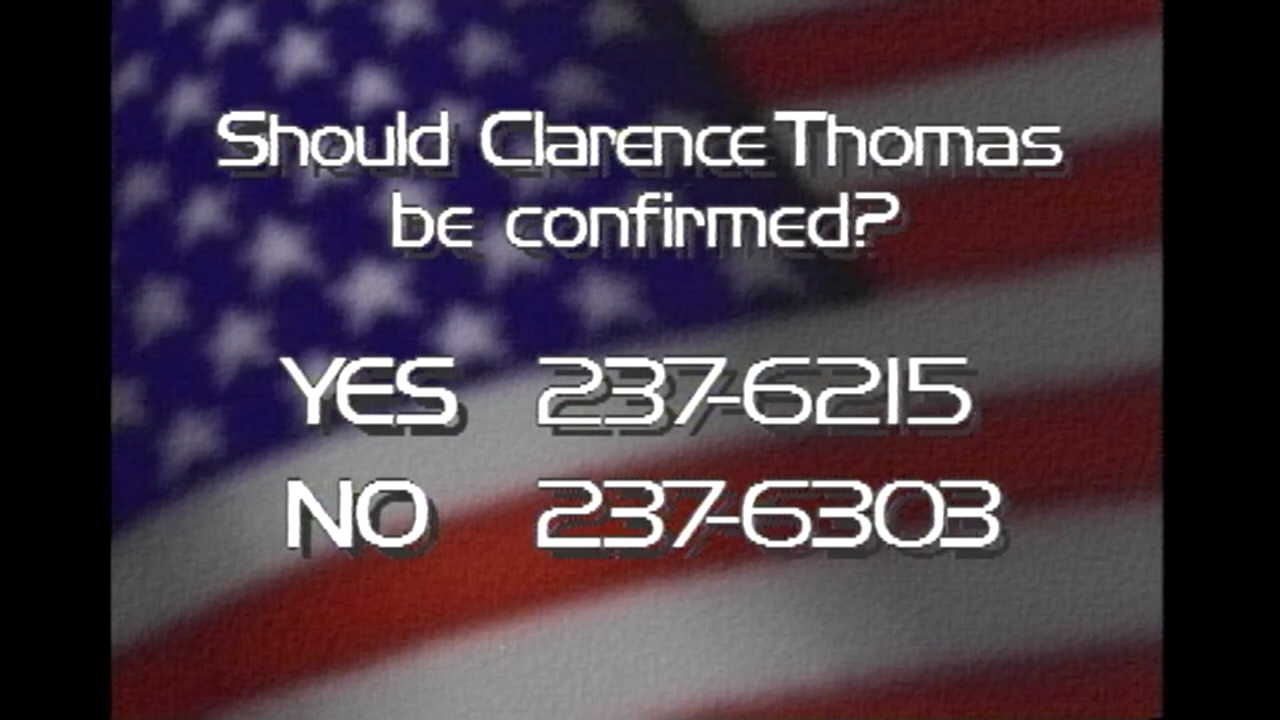 Should Clarence Thomas
be confirmed?
YES 237-6215
NO 237-6303